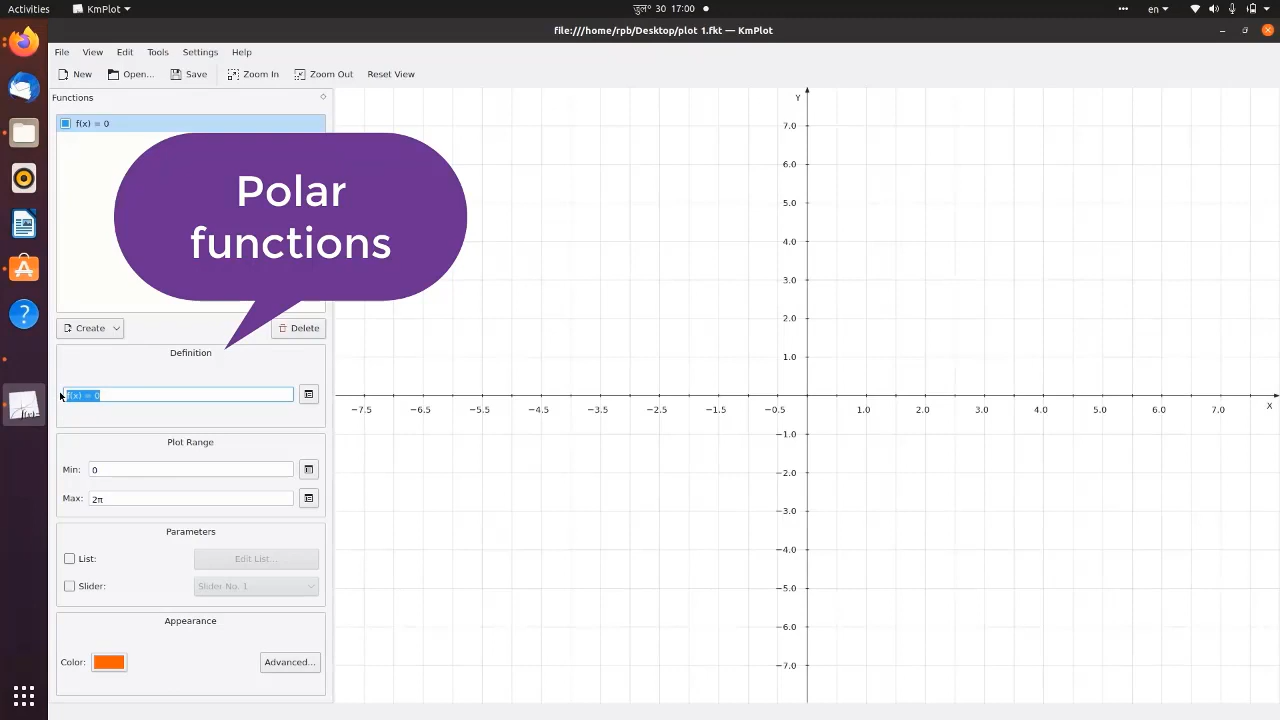 Activities KmPlot जुल॰ 30 17:00 en
file:///home/rpb/Desktop/plot 1.fkt — KmPlot
File View Edit Tools Settings Help
New Open... Save Zoom In Zoom Out Reset View
Functions
f(x) = 0
Polar
functions
Create Delete
Definition
f(x) = 0
Plot Range
Min: 0
Max: 2π
Parameters
List: Edit List...
Slider: Slider No. 1
Appearance
Color: Advanced...
Y
7.0
6.0
5.0
4.0
3.0
2.0
1.0
−7.5 −6.5 −5.5 −4.5 −3.5 −2.5 −1.5 −0.5 1.0 2.0 3.0 4.0 5.0 6.0 7.0 X
−1.0
−2.0
−3.0
−4.0
−5.0
−6.0
−7.0